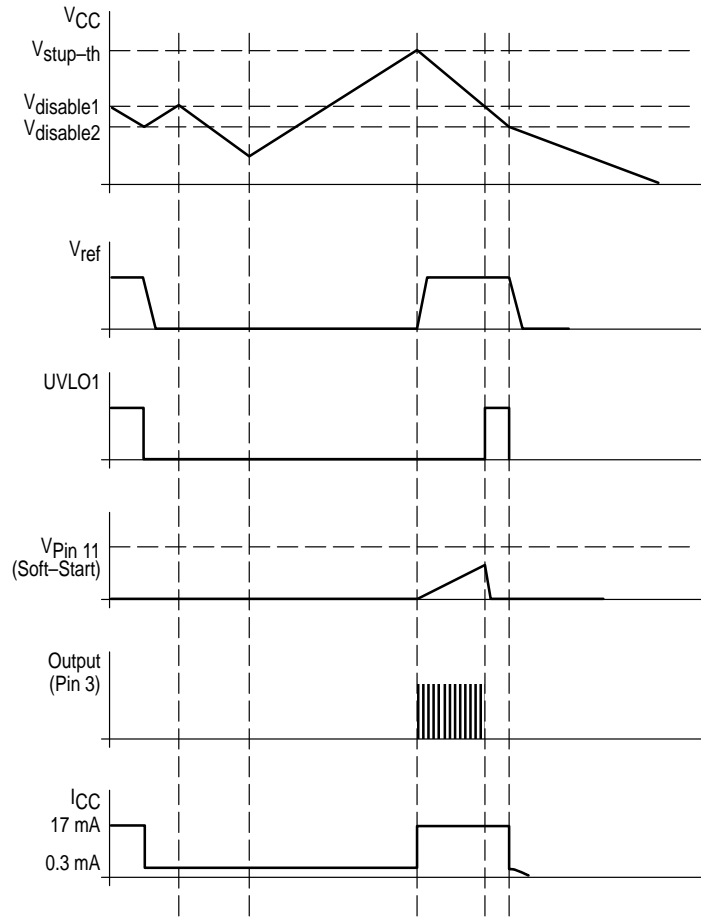 VCC
Vstup–th
Vdisable1
Vdisable2
Vref
UVLO1
VPin 11
(Soft–Start)
Output
(Pin 3)
ICC
17 mA
0.3 mA